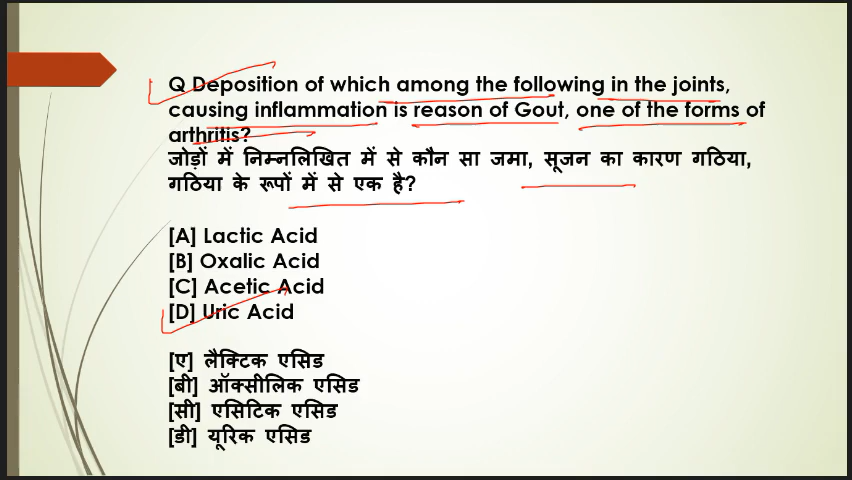 Q Deposition of which among the following in the joints,
causing inflammation is reason of Gout, one of the forms of
arthritis?
जोड़ों में निम्नलिखित में से कौन सा जमा, सूजन का कारण गठिया,
गठिया के रूपों में से एक है?
[A] Lactic Acid
[B] Oxalic Acid
[C] Acetic Acid
[D] Uric Acid
[ए] लैक्टिक एसिड
[बी] ऑक्सीलिक एसिड
[सी] एसिटिक एसिड
[डी] यूरिक एसिड